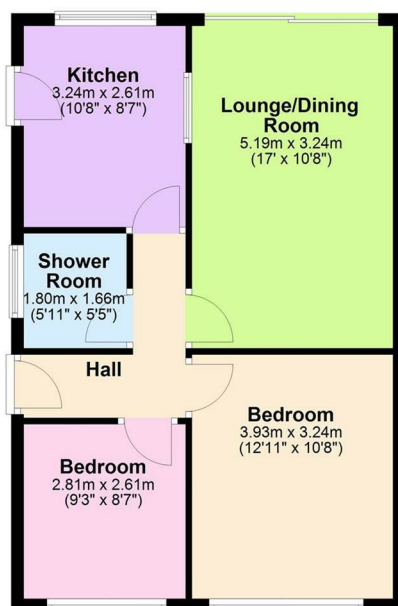 Kitchen
3.24m x 2.61m
(10'8" x 8'7")
Lounge/Dining
Room
5.19m x 3.24m
(17' x 10'8")
Shower
Room
1.80m x 1.66m
(5'11" x 5'5")
Hall
Bedroom
3.93m x 3.24m
(12'11" x 10'8")
Bedroom
2.81m x 2.61m
(9'3" x 8'7")